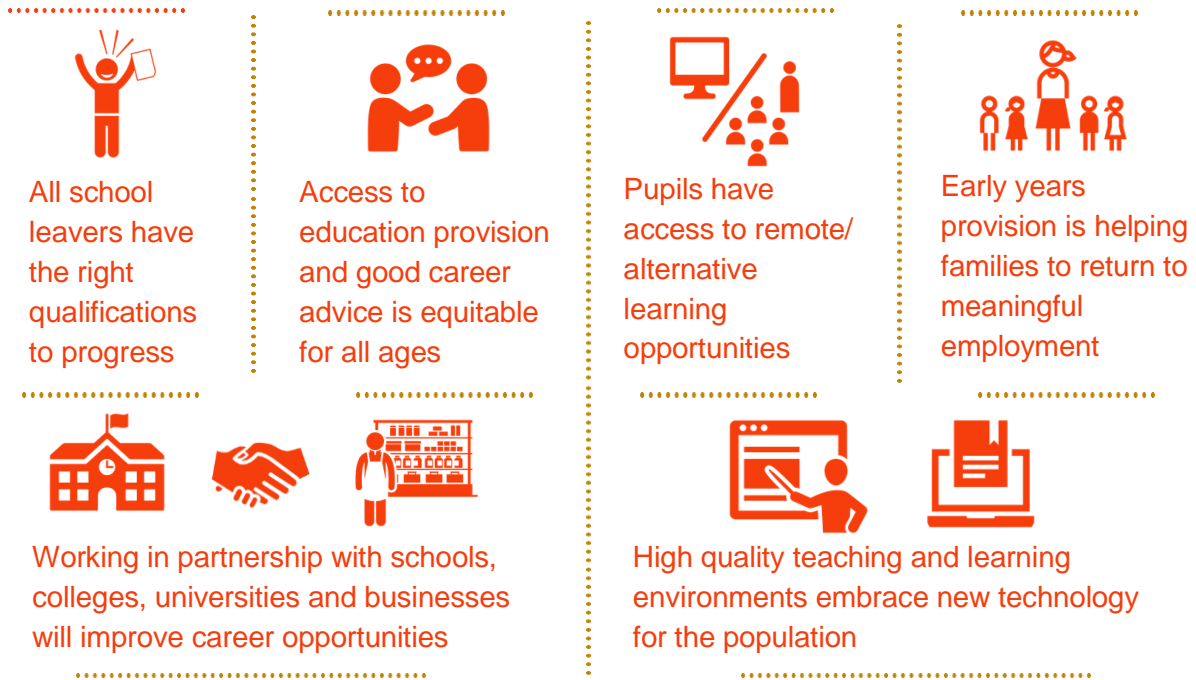 All school
leavers have
the right
qualifications
to progress
Access to
education provision
and good career
advice is equitable
for all ages
Pupils have
access to remote/
alternative
learning
opportunities
Early years
provision is helping
families to return to
meaningful
employment
Working in partnership with schools,
colleges, universities and businesses
will improve career opportunities
High quality teaching and learning
environments embrace new technology
for the population